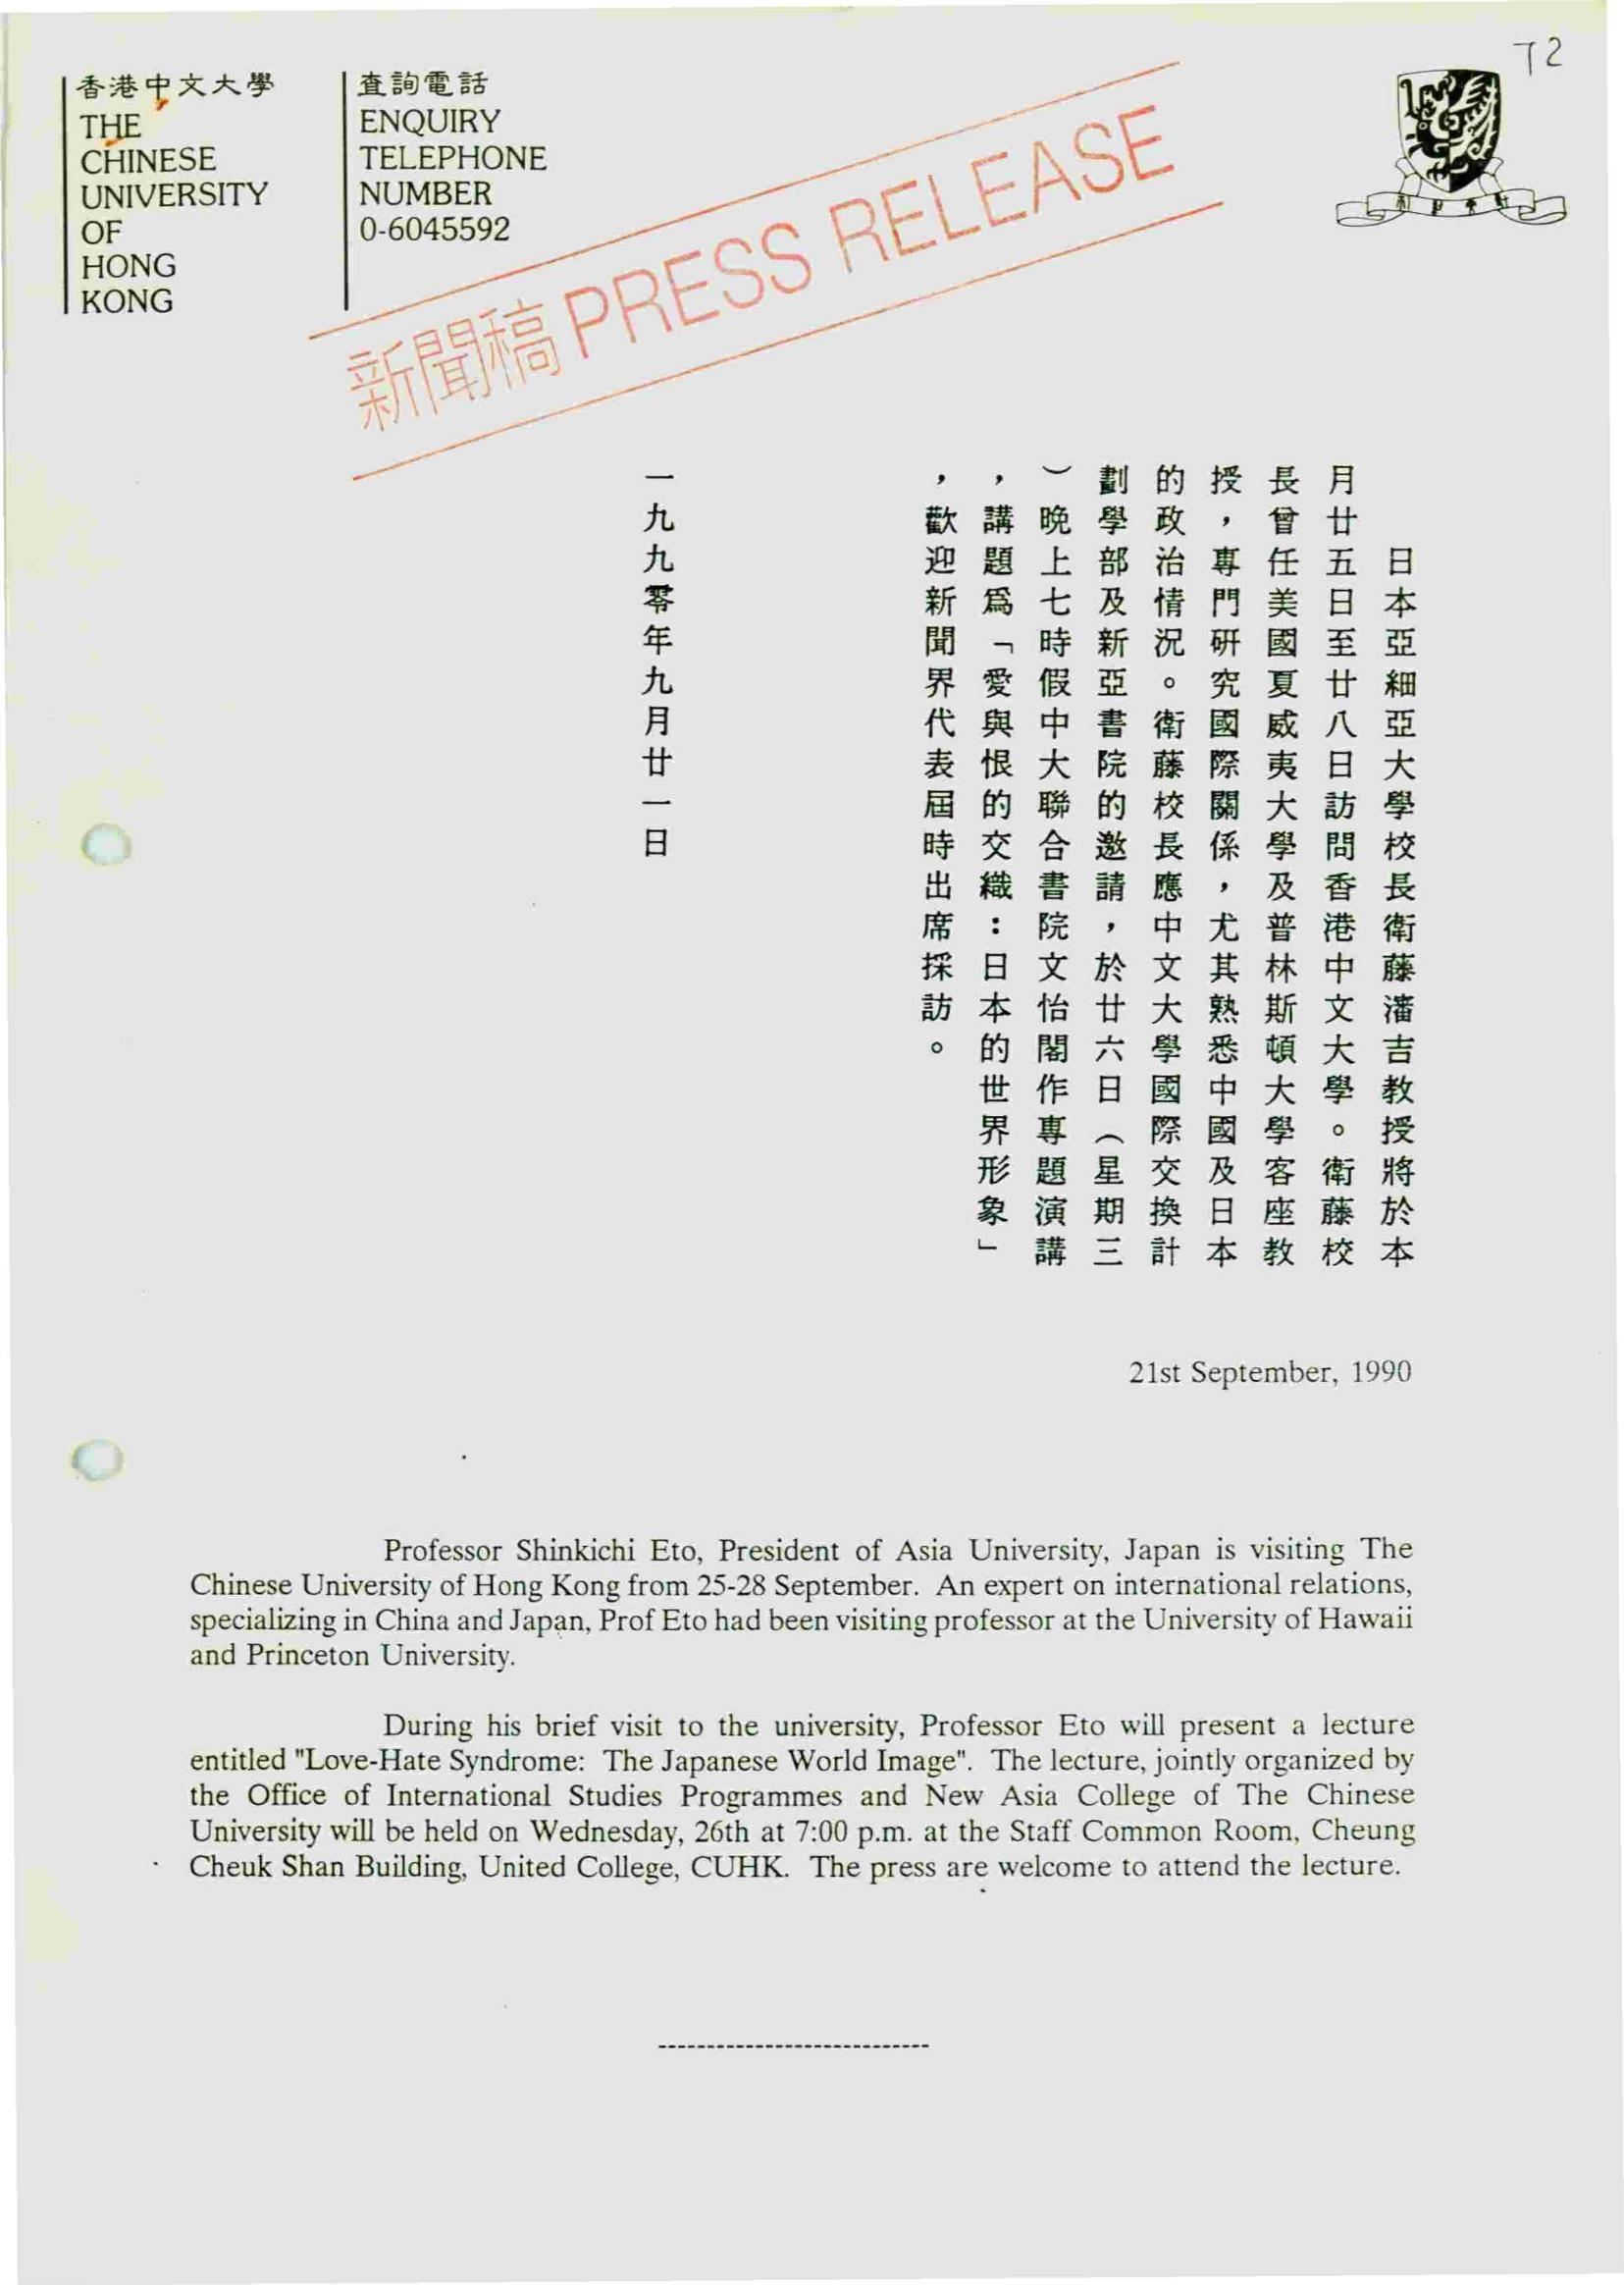 72
香港中文大學
THE
CHINESE
UNIVERSITY
OF
HONG
KONG
查詢電話
ENQUIRY
TELEPHONE
NUMBER
0-6045592
新聞稿 PRESS RELEASE
日本亞細亞大學校長衛藤瀋吉教授將於本
月廿五日至廿八日訪問香港中文大學。衛藤校
長曾任美國夏威夷大學及普林斯頓大學客座教
授，專門研究國際關係，尤其熟悉中國及日本
的政治情況。衛藤校長應中文大學國際交換計
劃學部及新亞書院的邀請，於廿六日（星期三
）晚上七時假中大聯合書院文怡閣作專題演講
，講題爲「愛與恨的交織：日本的世界形象」
，歡迎新聞界代表屆時出席採訪。
一九九零年九月廿一日
21st September, 1990
Professor Shinkichi Eto, President of Asia University, Japan is visiting The
Chinese University of Hong Kong from 25-28 September. An expert on international relations,
specializing in China and Japan, Prof Eto had been visiting professor at the University of Hawaii
and Princeton University.
During his brief visit to the university, Professor Eto will present a lecture
entitled "Love-Hate Syndrome: The Japanese World Image". The lecture, jointly organized by
the Office of International Studies Programmes and New Asia College of The Chinese
University will be held on Wednesday, 26th at 7:00 p.m. at the Staff Common Room, Cheung
Cheuk Shan Building, United College, CUHK. The press are welcome to attend the lecture.